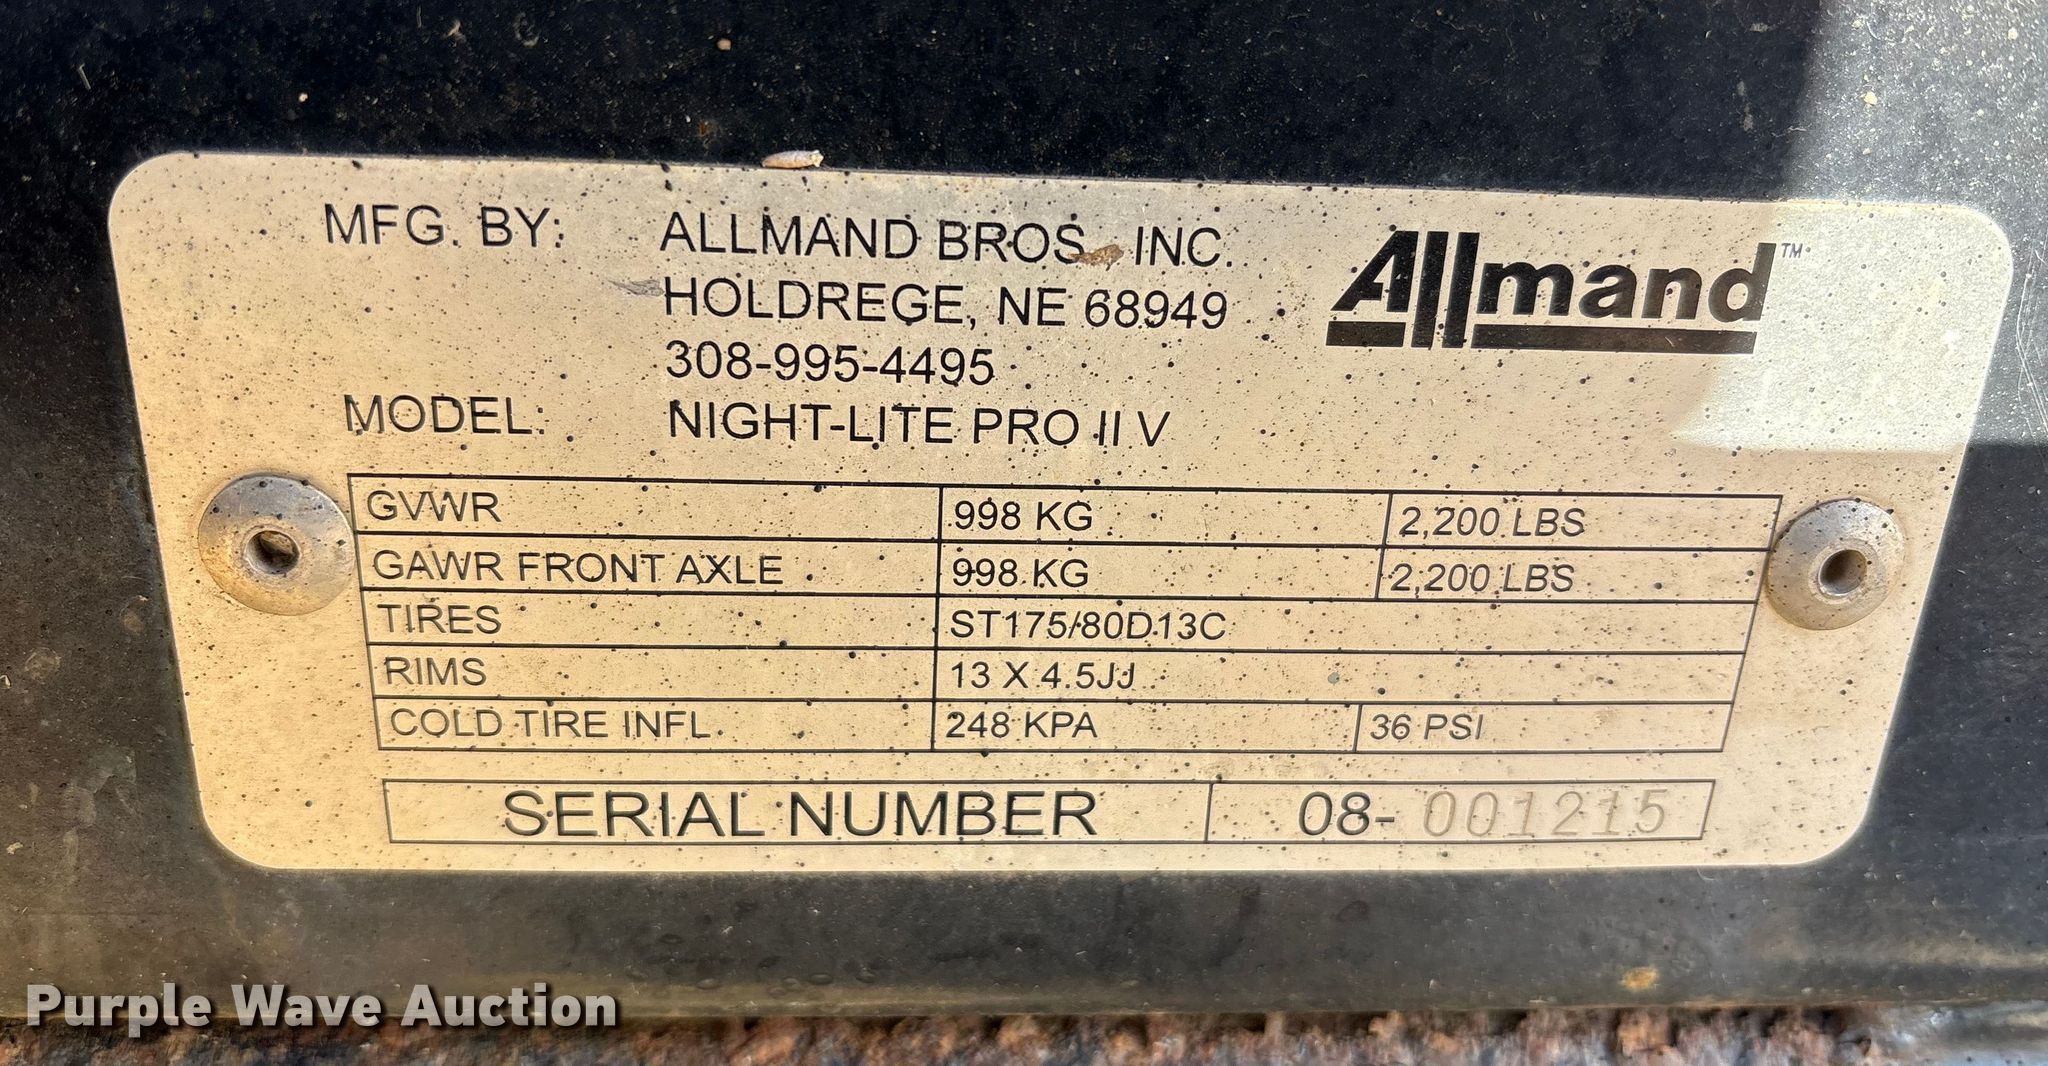 MFG. BY: ALLMAND BROS., INC.
Allmand™
HOLDREGE, NE 68949
308-995-4495
MODEL: NIGHT-LITE PRO II V
GVWR 998 KG 2,200 LBS
GAWR FRONT AXLE 998 KG 2,200 LBS
TIRES ST175/80D13C
RIMS 13 X 4.5JJ
COLD TIRE INFL. 248 KPA 36 PSI
SERIAL NUMBER 08-001215
Purple Wave Auction